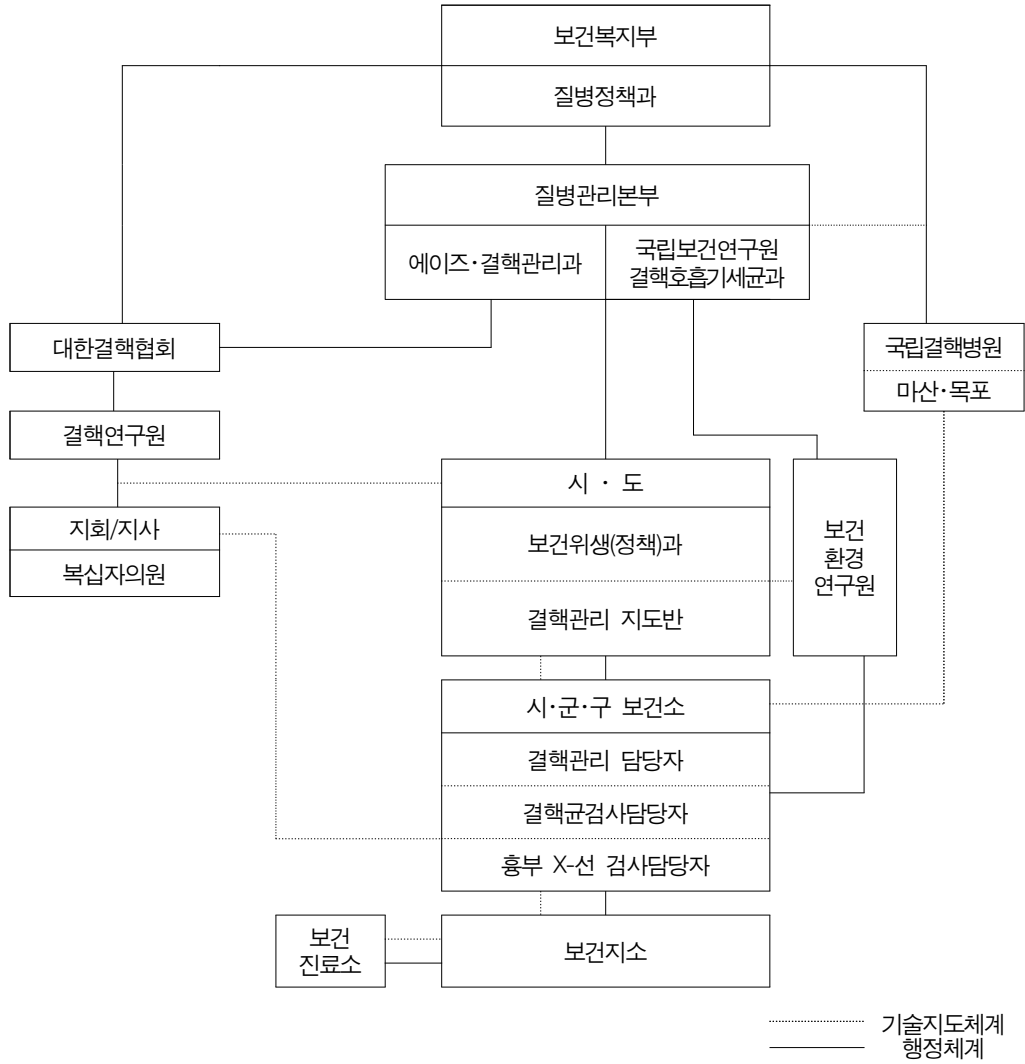 보건복지부
질병정책과
질병관리본부
에이즈·결핵관리과
국립보건연구원
결핵호흡기세균과
대한결핵협회
국립결핵병원
마산·목포
결핵연구원
시 · 도
지회/지사
복십자의원
보건위생(정책)과
보건
환경
연구원
결핵관리 지도반
시·군·구 보건소
결핵관리 담당자
결핵균검사담당자
흉부 X-선 검사담당자
보건
진료소
보건지소
기술지도체계
행정체계